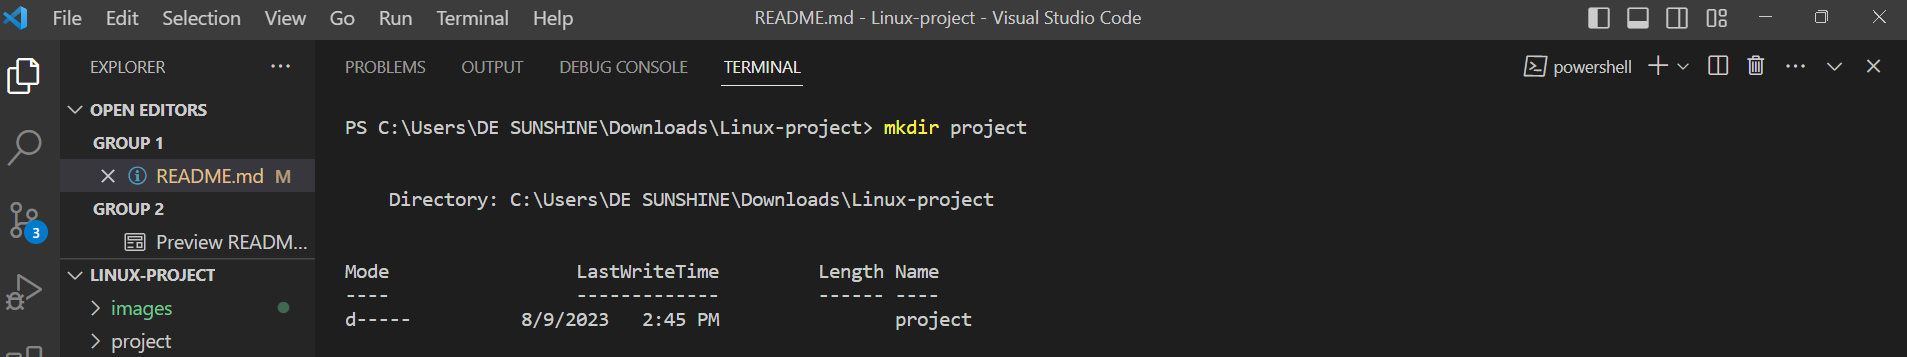 File Edit Selection View Go Run Terminal Help README.md - Linux-project - Visual Studio Code
EXPLORER
OPEN EDITORS
GROUP 1
README.md M
GROUP 2
Preview READM...
LINUX-PROJECT
images
project
3
PROBLEMS OUTPUT DEBUG CONSOLE TERMINAL
powershell
PS C:\Users\DE SUNSHINE\Downloads\Linux-project> mkdir project
Directory: C:\Users\DE SUNSHINE\Downloads\Linux-project
Mode LastWriteTime Length Name
---- ------------- ------ ----
d----- 8/9/2023 2:45 PM project